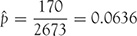 p̂ = 170/2673 = 0.0636